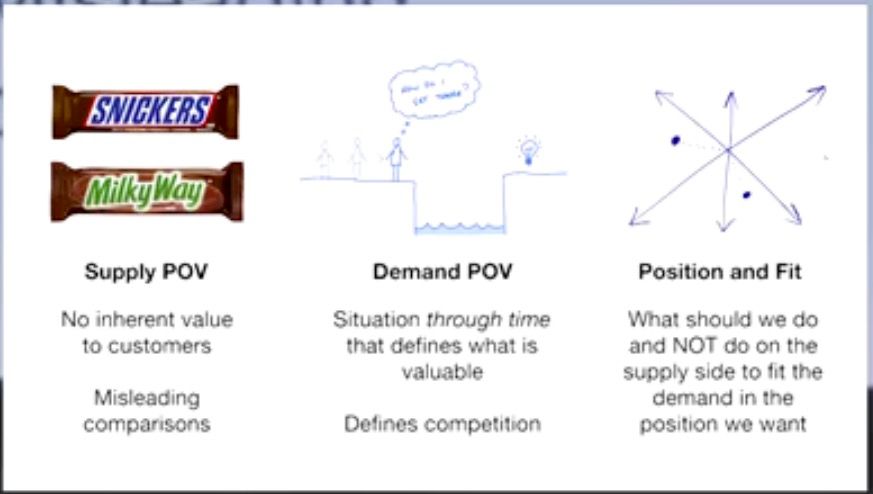 SNICKERS
MilkyWay
HOW DO I
GET THERE?
Supply POV
No inherent value
to customers
Misleading
comparisons
Demand POV
Situation through time
that defines what is
valuable
Defines competition
Position and Fit
What should we do
and NOT do on the
supply side to fit the
demand in the
position we want